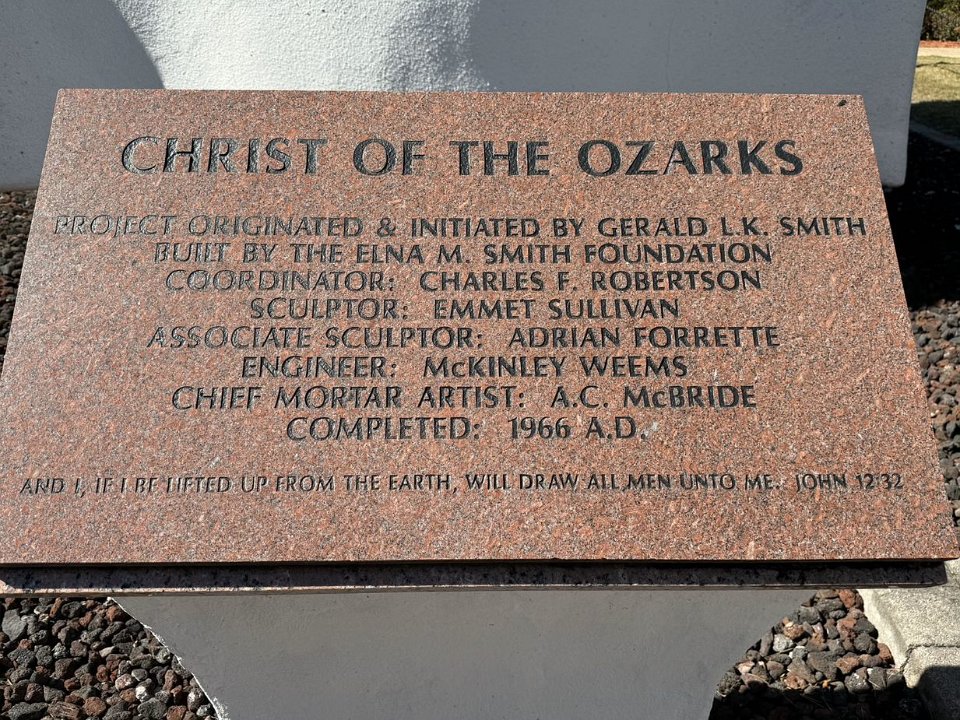 CHRIST OF THE OZARKS
PROJECT ORIGINATED & INITIATED BY GERALD L.K. SMITH
BUILT BY THE ELNA M. SMITH FOUNDATION
COORDINATOR: CHARLES F. ROBERTSON
SCULPTOR: EMMET SULLIVAN
ASSOCIATE SCULPTOR: ADRIAN FORRETTE
ENGINEER: McKINLEY WEEMS
CHIEF MORTAR ARTIST: A.C. McBRIDE
COMPLETED: 1966 A.D.
AND I, IF I BE LIFTED UP FROM THE EARTH, WILL DRAW ALL MEN UNTO ME. JOHN 12:32